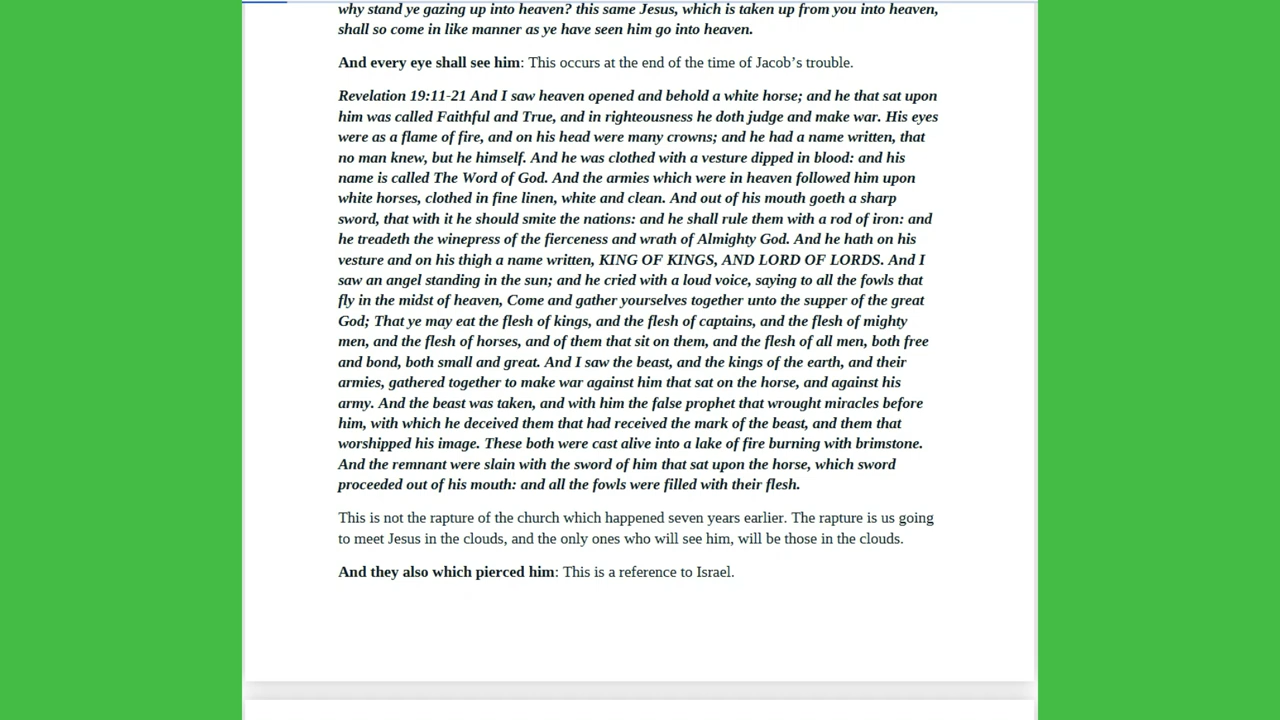 why stand ye gazing up into heaven? this same Jesus, which is taken up from you into heaven,
shall so come in like manner as ye have seen him go into heaven.
And every eye shall see him: This occurs at the end of the time of Jacob’s trouble.
Revelation 19:11-21 And I saw heaven opened and behold a white horse; and he that sat upon
him was called Faithful and True, and in righteousness he doth judge and make war. His eyes
were as a flame of fire, and on his head were many crowns; and he had a name written, that
no man knew, but he himself. And he was clothed with a vesture dipped in blood: and his
name is called The Word of God. And the armies which were in heaven followed him upon
white horses, clothed in fine linen, white and clean. And out of his mouth goeth a sharp
sword, that with it he should smite the nations: and he shall rule them with a rod of iron: and
he treadeth the winepress of the fierceness and wrath of Almighty God. And he hath on his
vesture and on his thigh a name written, KING OF KINGS, AND LORD OF LORDS. And I
saw an angel standing in the sun; and he cried with a loud voice, saying to all the fowls that
fly in the midst of heaven, Come and gather yourselves together unto the supper of the great
God; That ye may eat the flesh of kings, and the flesh of captains, and the flesh of mighty
men, and the flesh of horses, and of them that sit on them, and the flesh of all men, both free
and bond, both small and great. And I saw the beast, and the kings of the earth, and their
armies, gathered together to make war against him that sat on the horse, and against his
army. And the beast was taken, and with him the false prophet that wrought miracles before
him, with which he deceived them that had received the mark of the beast, and them that
worshipped his image. These both were cast alive into a lake of fire burning with brimstone.
And the remnant were slain with the sword of him that sat upon the horse, which sword
proceeded out of his mouth: and all the fowls were filled with their flesh.
This is not the rapture of the church which happened seven years earlier. The rapture is us going
to meet Jesus in the clouds, and the only ones who will see him, will be those in the clouds.
And they also which pierced him: This is a reference to Israel.